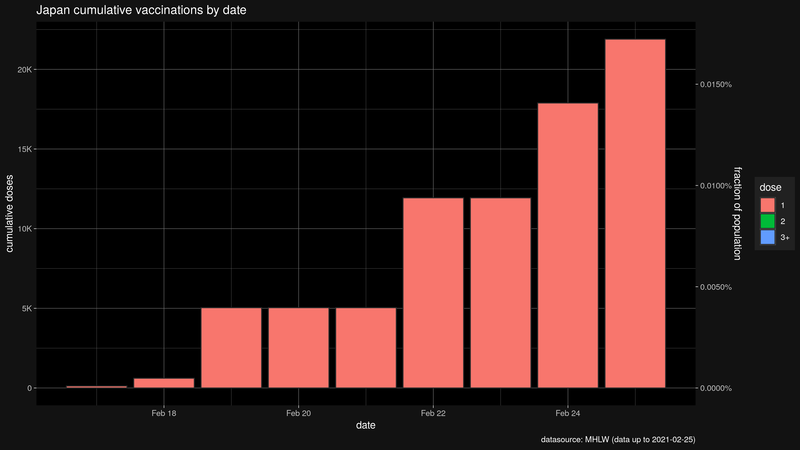 Japan cumulative vaccinations by date
cumulative doses
20K
15K
10K
5K
0
0.0150%
0.0100%
0.0050%
0.0000%
fraction of population
dose
1
2
3+
Feb 18
Feb 20
Feb 22
Feb 24
date
datasource: MHLW (data up to 2021-02-25)